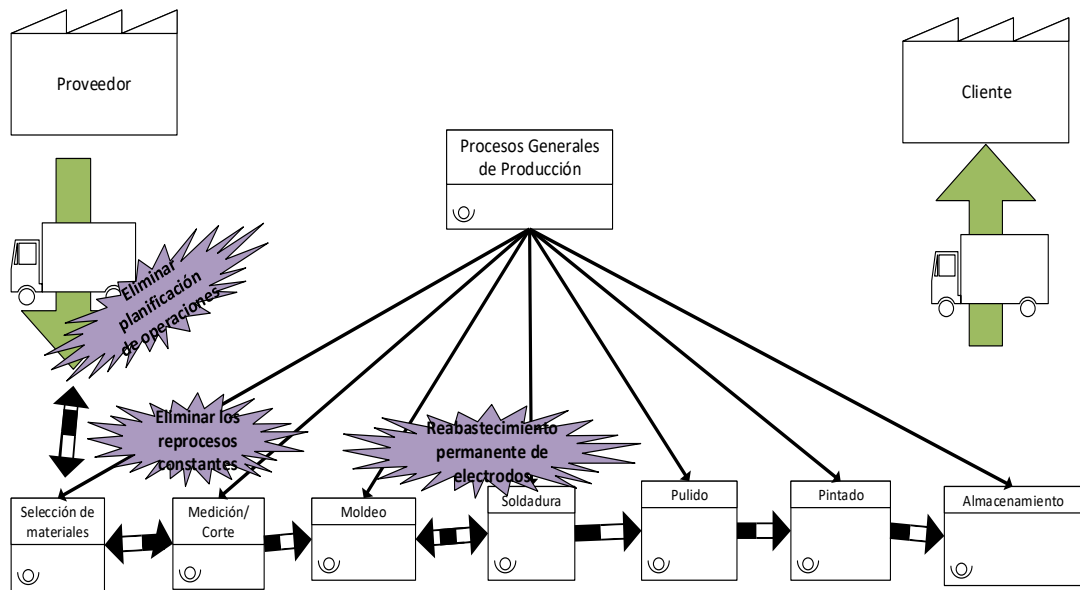 Proveedor
Cliente
Procesos Generales
de Producción
Eliminar
planificación
de operaciones
Eliminar los
reprocesos
constantes
Reabastecimiento
permanente de
electrodos
Selección de
materiales
Medición/
Corte
Moldeo
Soldadura
Pulido
Pintado
Almacenamiento